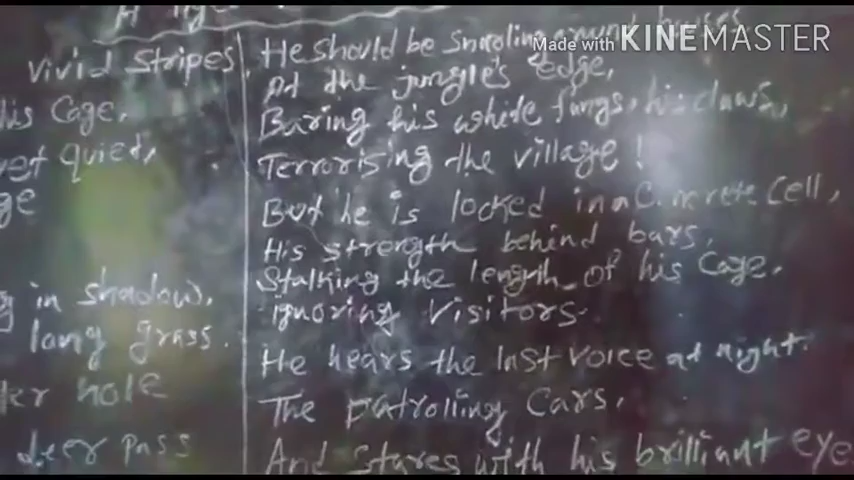 A Tiger
vivid stripes,
his Cage,
vet quiet,
ge
g in shadow,
long grass.
ter hole
deer pass
He should be snarling around houses
At the jungle's edge,
Baring his white fangs, his claws,
Terrorising the village!
But he is locked in a Concrete Cell,
His strength behind bars,
Stalking the length of his Cage,
ignoring visitors.
He hears the last voice at night.
The patrolling Cars,
And stares with his brilliant eye
Made with KINEMASTER